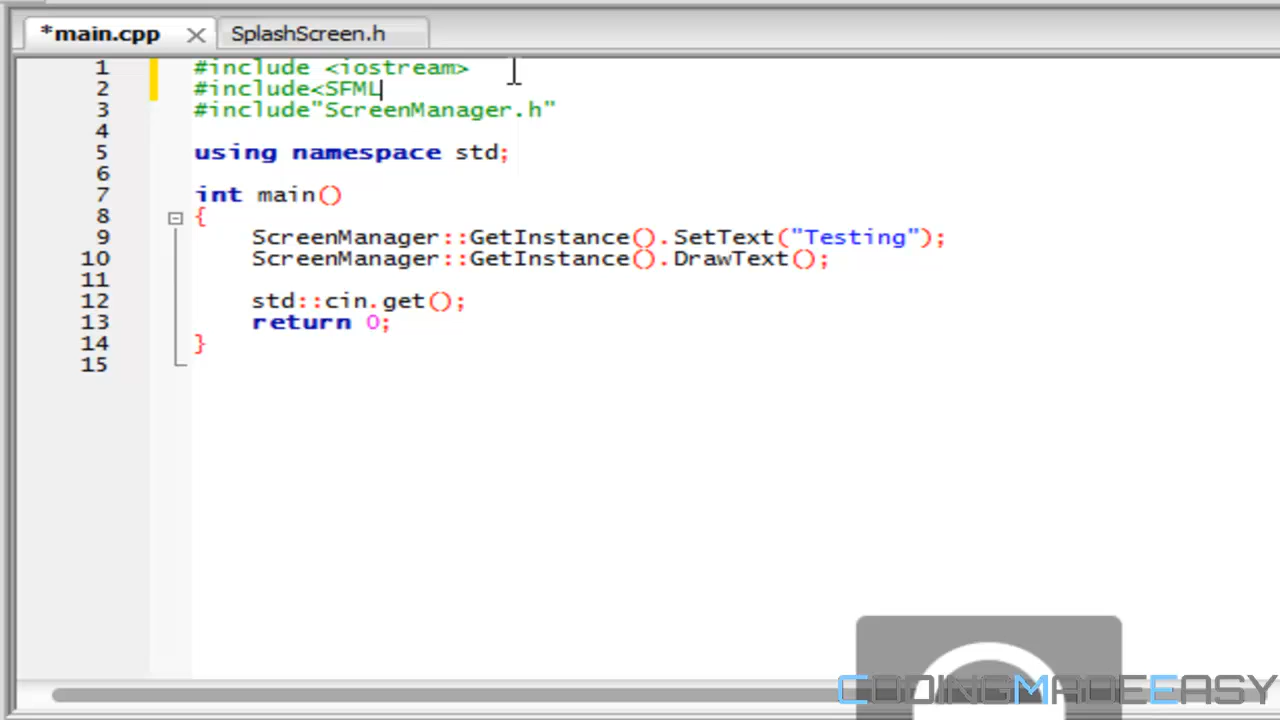 *main.cpp
SplashScreen.h
1 #include <iostream>
2 #include<SFML
3 #include"ScreenManager.h"
4
5 using namespace std;
6
7 int main()
8 {
9 ScreenManager::GetInstance().SetText("Testing");
10 ScreenManager::GetInstance().DrawText();
11
12 std::cin.get();
13 return 0;
14 }
15
CODINGMADEEASY